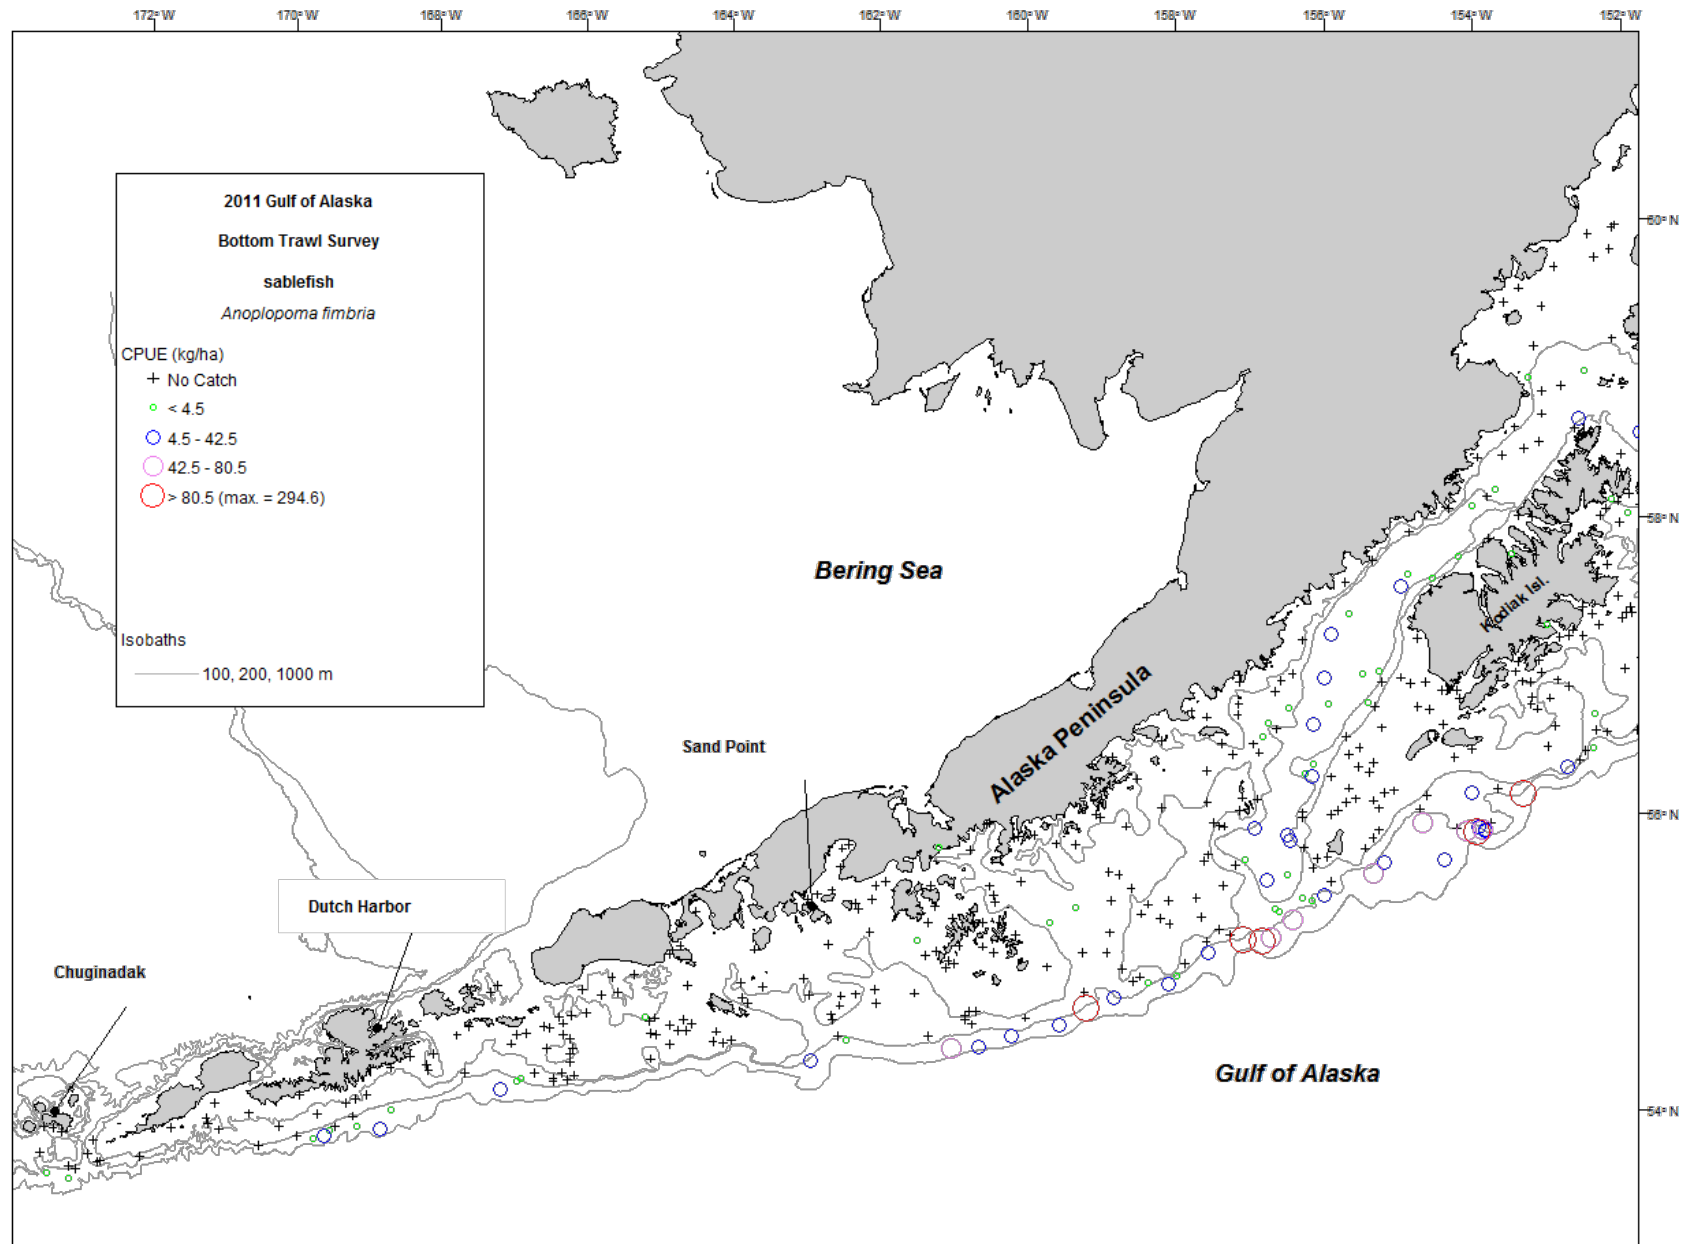 172° W
170° W
168° W
166° W
164° W
162° W
160° W
158° W
156° W
154° W
152° W
60° N
58° N
56° N
54° N
2011 Gulf of Alaska
Bottom Trawl Survey
sablefish
Anoplopoma fimbria
CPUE (kg/ha)
+ No Catch
< 4.5
4.5 - 42.5
42.5 - 80.5
> 80.5 (max. = 294.6)
Isobaths
100, 200, 1000 m
Bering Sea
Kodiak Isl.
Alaska Peninsula
Sand Point
Dutch Harbor
Chuginadak
Gulf of Alaska